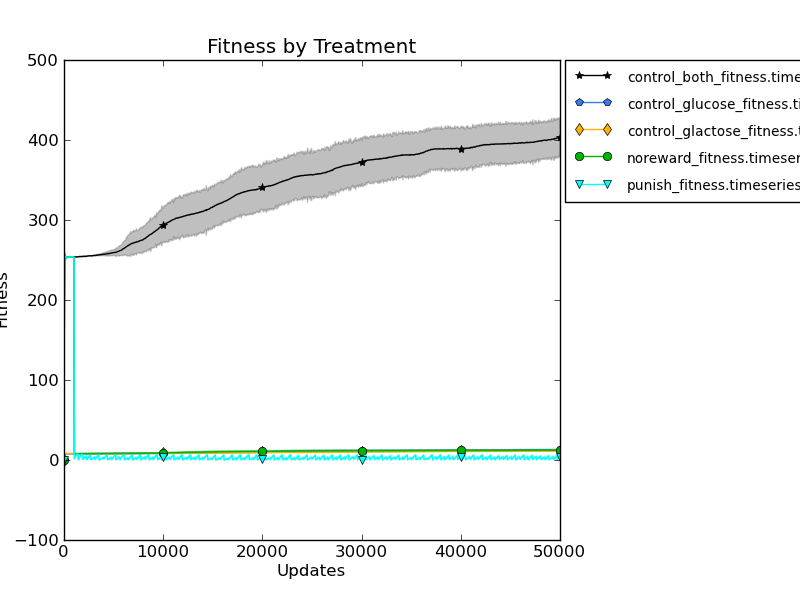 Fitness by Treatment
500
400
300
200
100
0
−100
0 10000 20000 30000 40000 50000
Updates
Fitness
control_both_fitness.time
control_glucose_fitness.ti
control_glactose_fitness.t
noreward_fitness.timeser
punish_fitness.timeseries